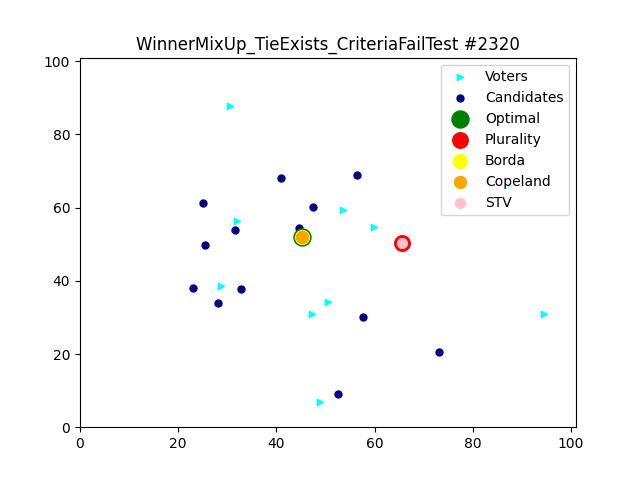 WinnerMixUp_TieExists_CriteriaFailTest #2320
100
80
60
40
20
0
0 20 40 60 80 100
Voters
Candidates
Optimal
Plurality
Borda
Copeland
STV